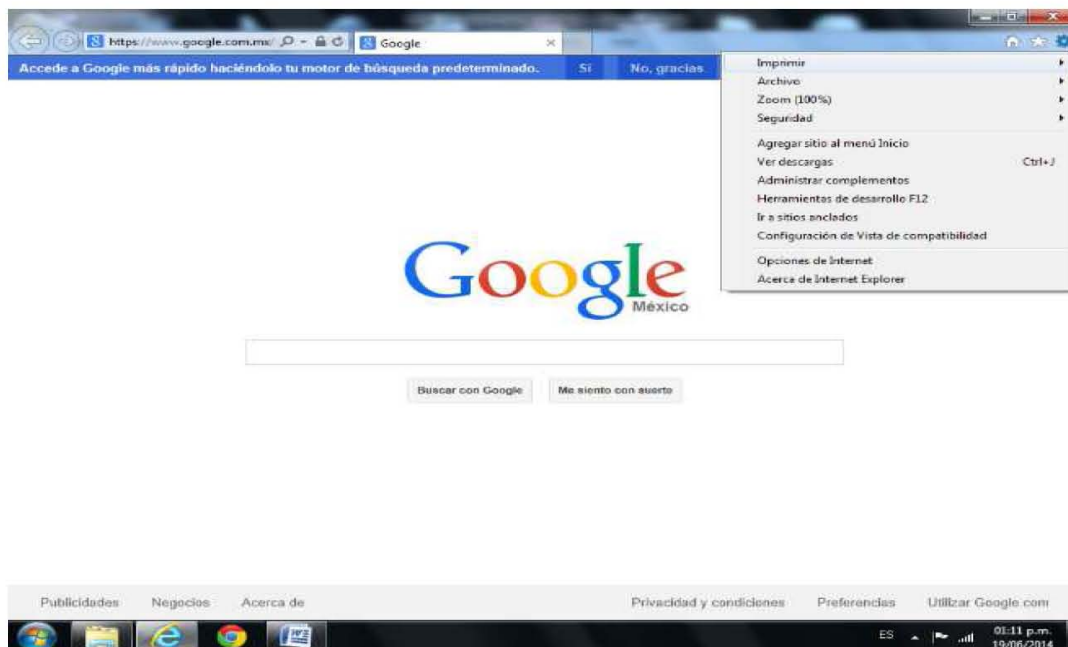 https://www.google.com.mx/
Google
Accede a Google más rápido haciéndolo tu motor de búsqueda predeterminado.
Sí
No, gracias
Imprimir
Archivo
Zoom (100%)
Seguridad
Agregar sitio al menú Inicio
Ver descargas Ctrl+J
Administrar complementos
Herramientas de desarrollo F12
Ir a sitios anclados
Configuración de Vista de compatibilidad
Opciones de Internet
Acerca de Internet Explorer
Google
México
Buscar con Google
Me siento con suerte
Publicidades
Negocios
Acerca de
Privacidad y condiciones
Preferencias
Utilizar Google.com
ES
01:11 p.m.
19/06/2014